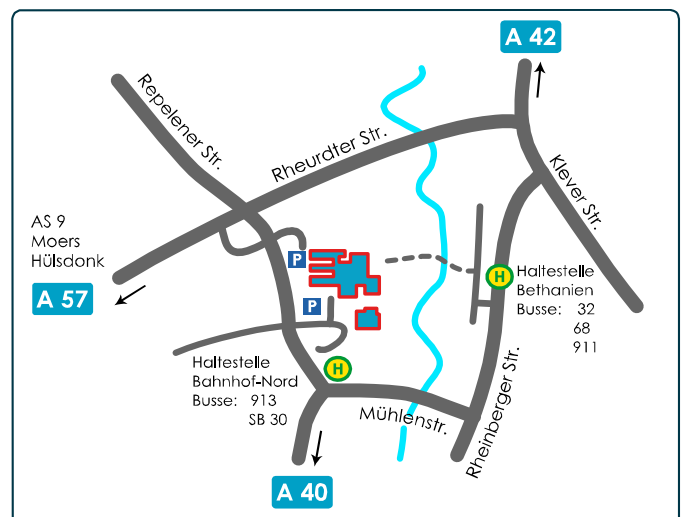 A 42
Repelener Str.
Rheurdter Str.
Klever Str.
AS 9
Moers
Hülsdonk
A 57
P
P
H
Haltestelle
Bethanien
Busse: 32
68
911
Haltestelle
Bahnhof-Nord
Busse: 913
SB 30
H
Mühlenstr.
Rheinberger Str.
A 40